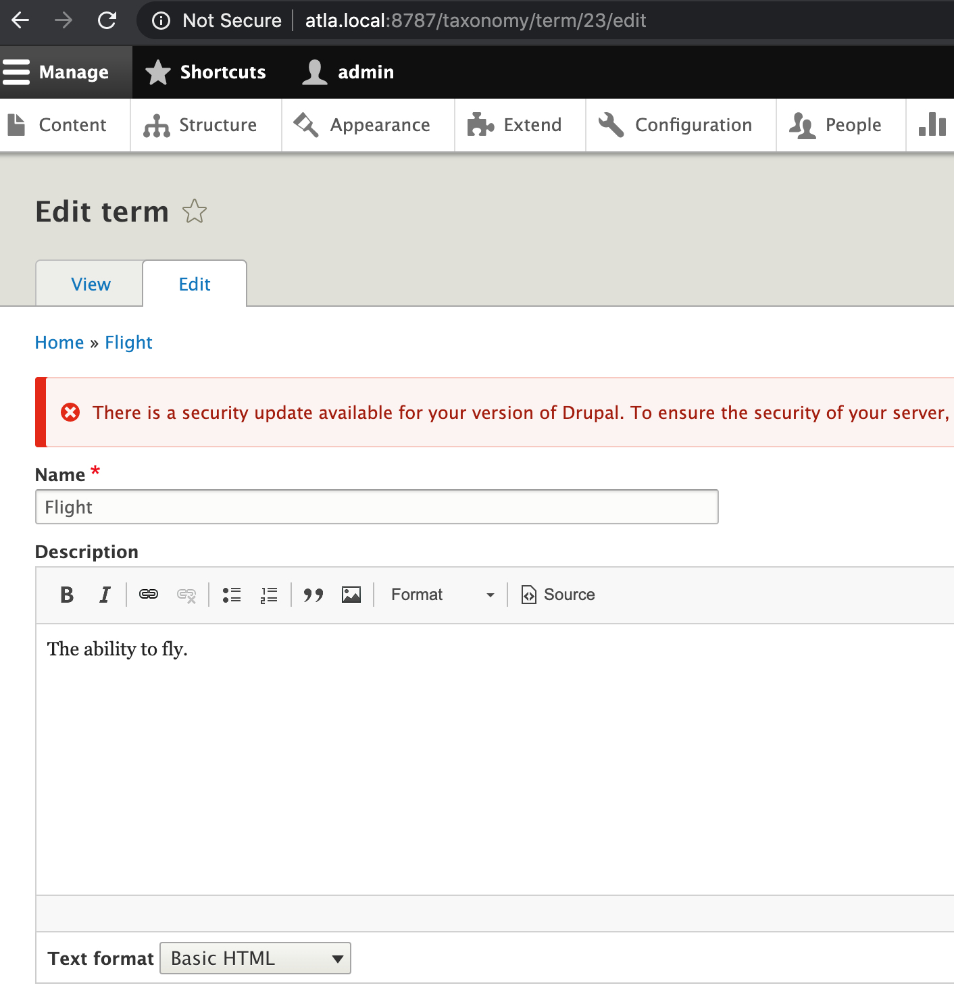 Not Secure | atla.local:8787/taxonomy/term/23/edit
Manage Shortcuts admin
Content Structure Appearance Extend Configuration People
Edit term
View Edit
Home » Flight
There is a security update available for your version of Drupal. To ensure the security of your server,
Name *
Flight
Description
B I Format Source
The ability to fly.
Text format Basic HTML